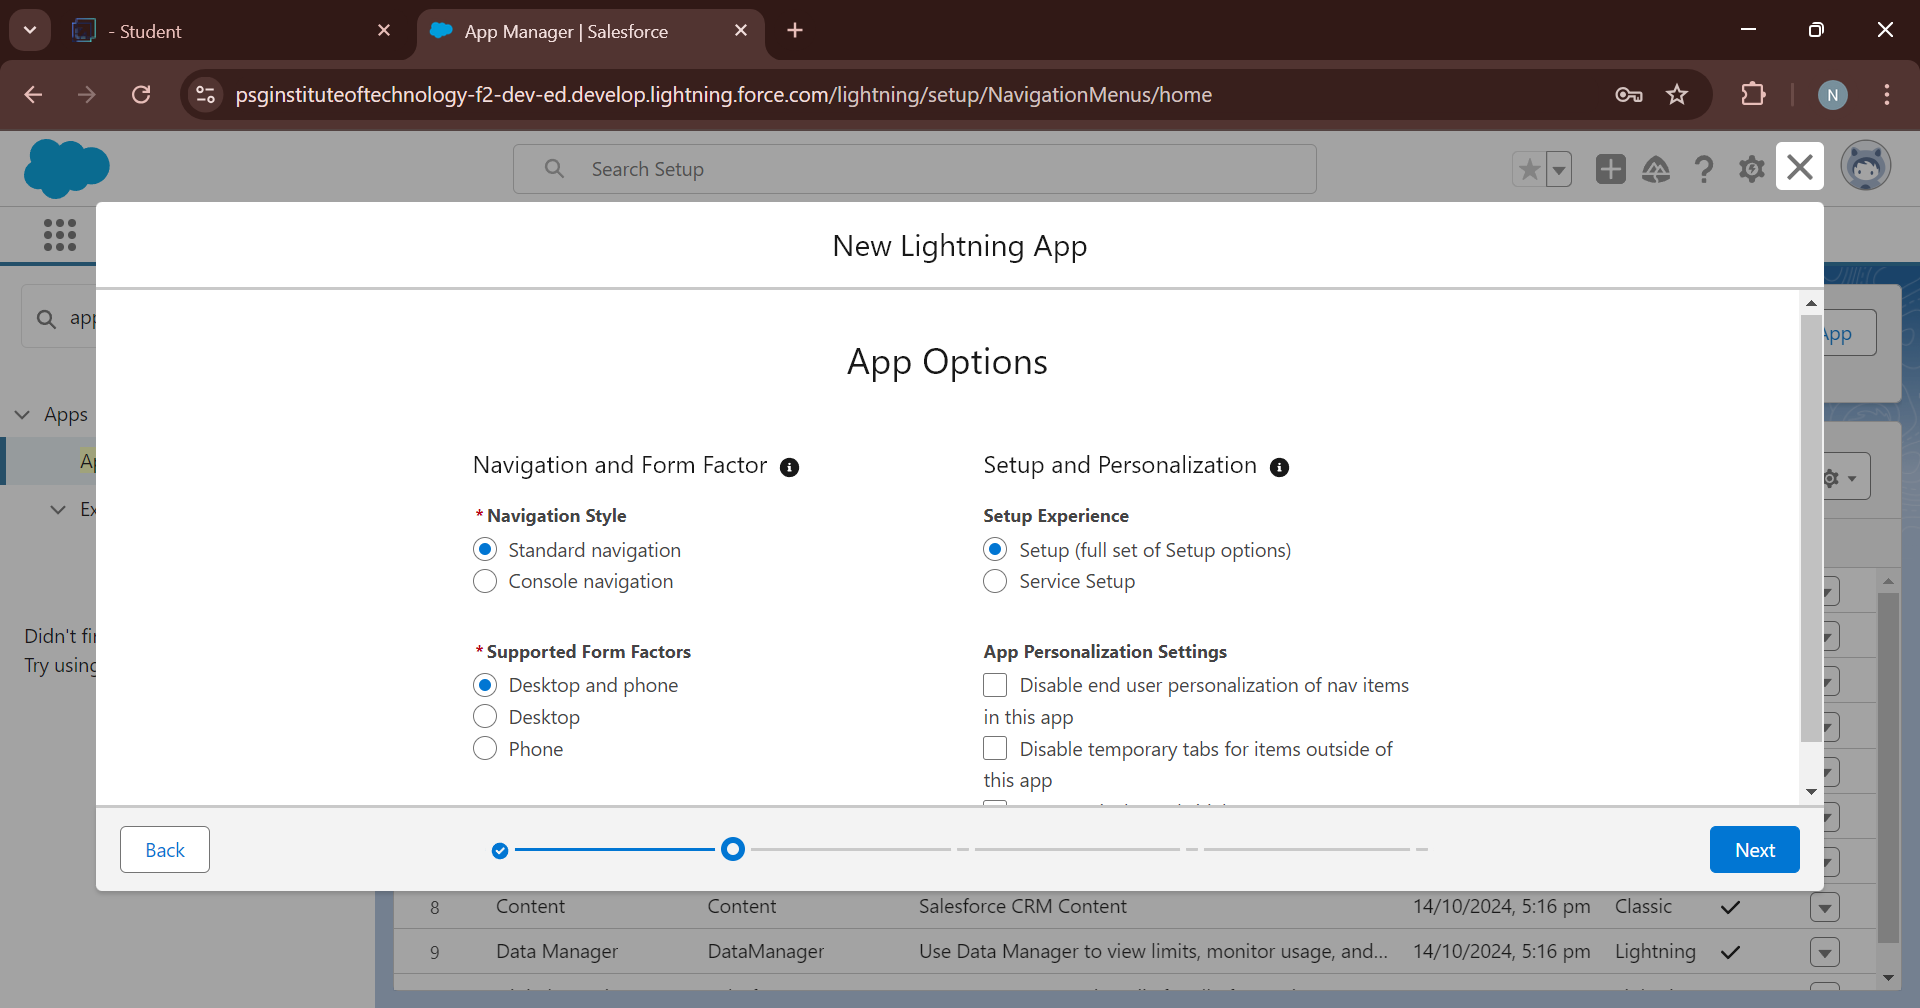 - Student
App Manager | Salesforce
psginstituteoftechnology-f2-dev-ed.develop.lightning.force.com/lightning/setup/NavigationMenus/home
N
Search Setup
New Lightning App
App
Apps
Didn't
Try using
App Options
Navigation and Form Factor
Setup and Personalization
* Navigation Style
Standard navigation
Console navigation
Setup Experience
Setup (full set of Setup options)
Service Setup
* Supported Form Factors
Desktop and phone
Desktop
Phone
App Personalization Settings
Disable end user personalization of nav items
in this app
Disable temporary tabs for items outside of
this app
Back
Next
8 Content Content Salesforce CRM Content 14/10/2024, 5:16 pm Classic
9 Data Manager DataManager Use Data Manager to view limits, monitor usage, and... 14/10/2024, 5:16 pm Lightning